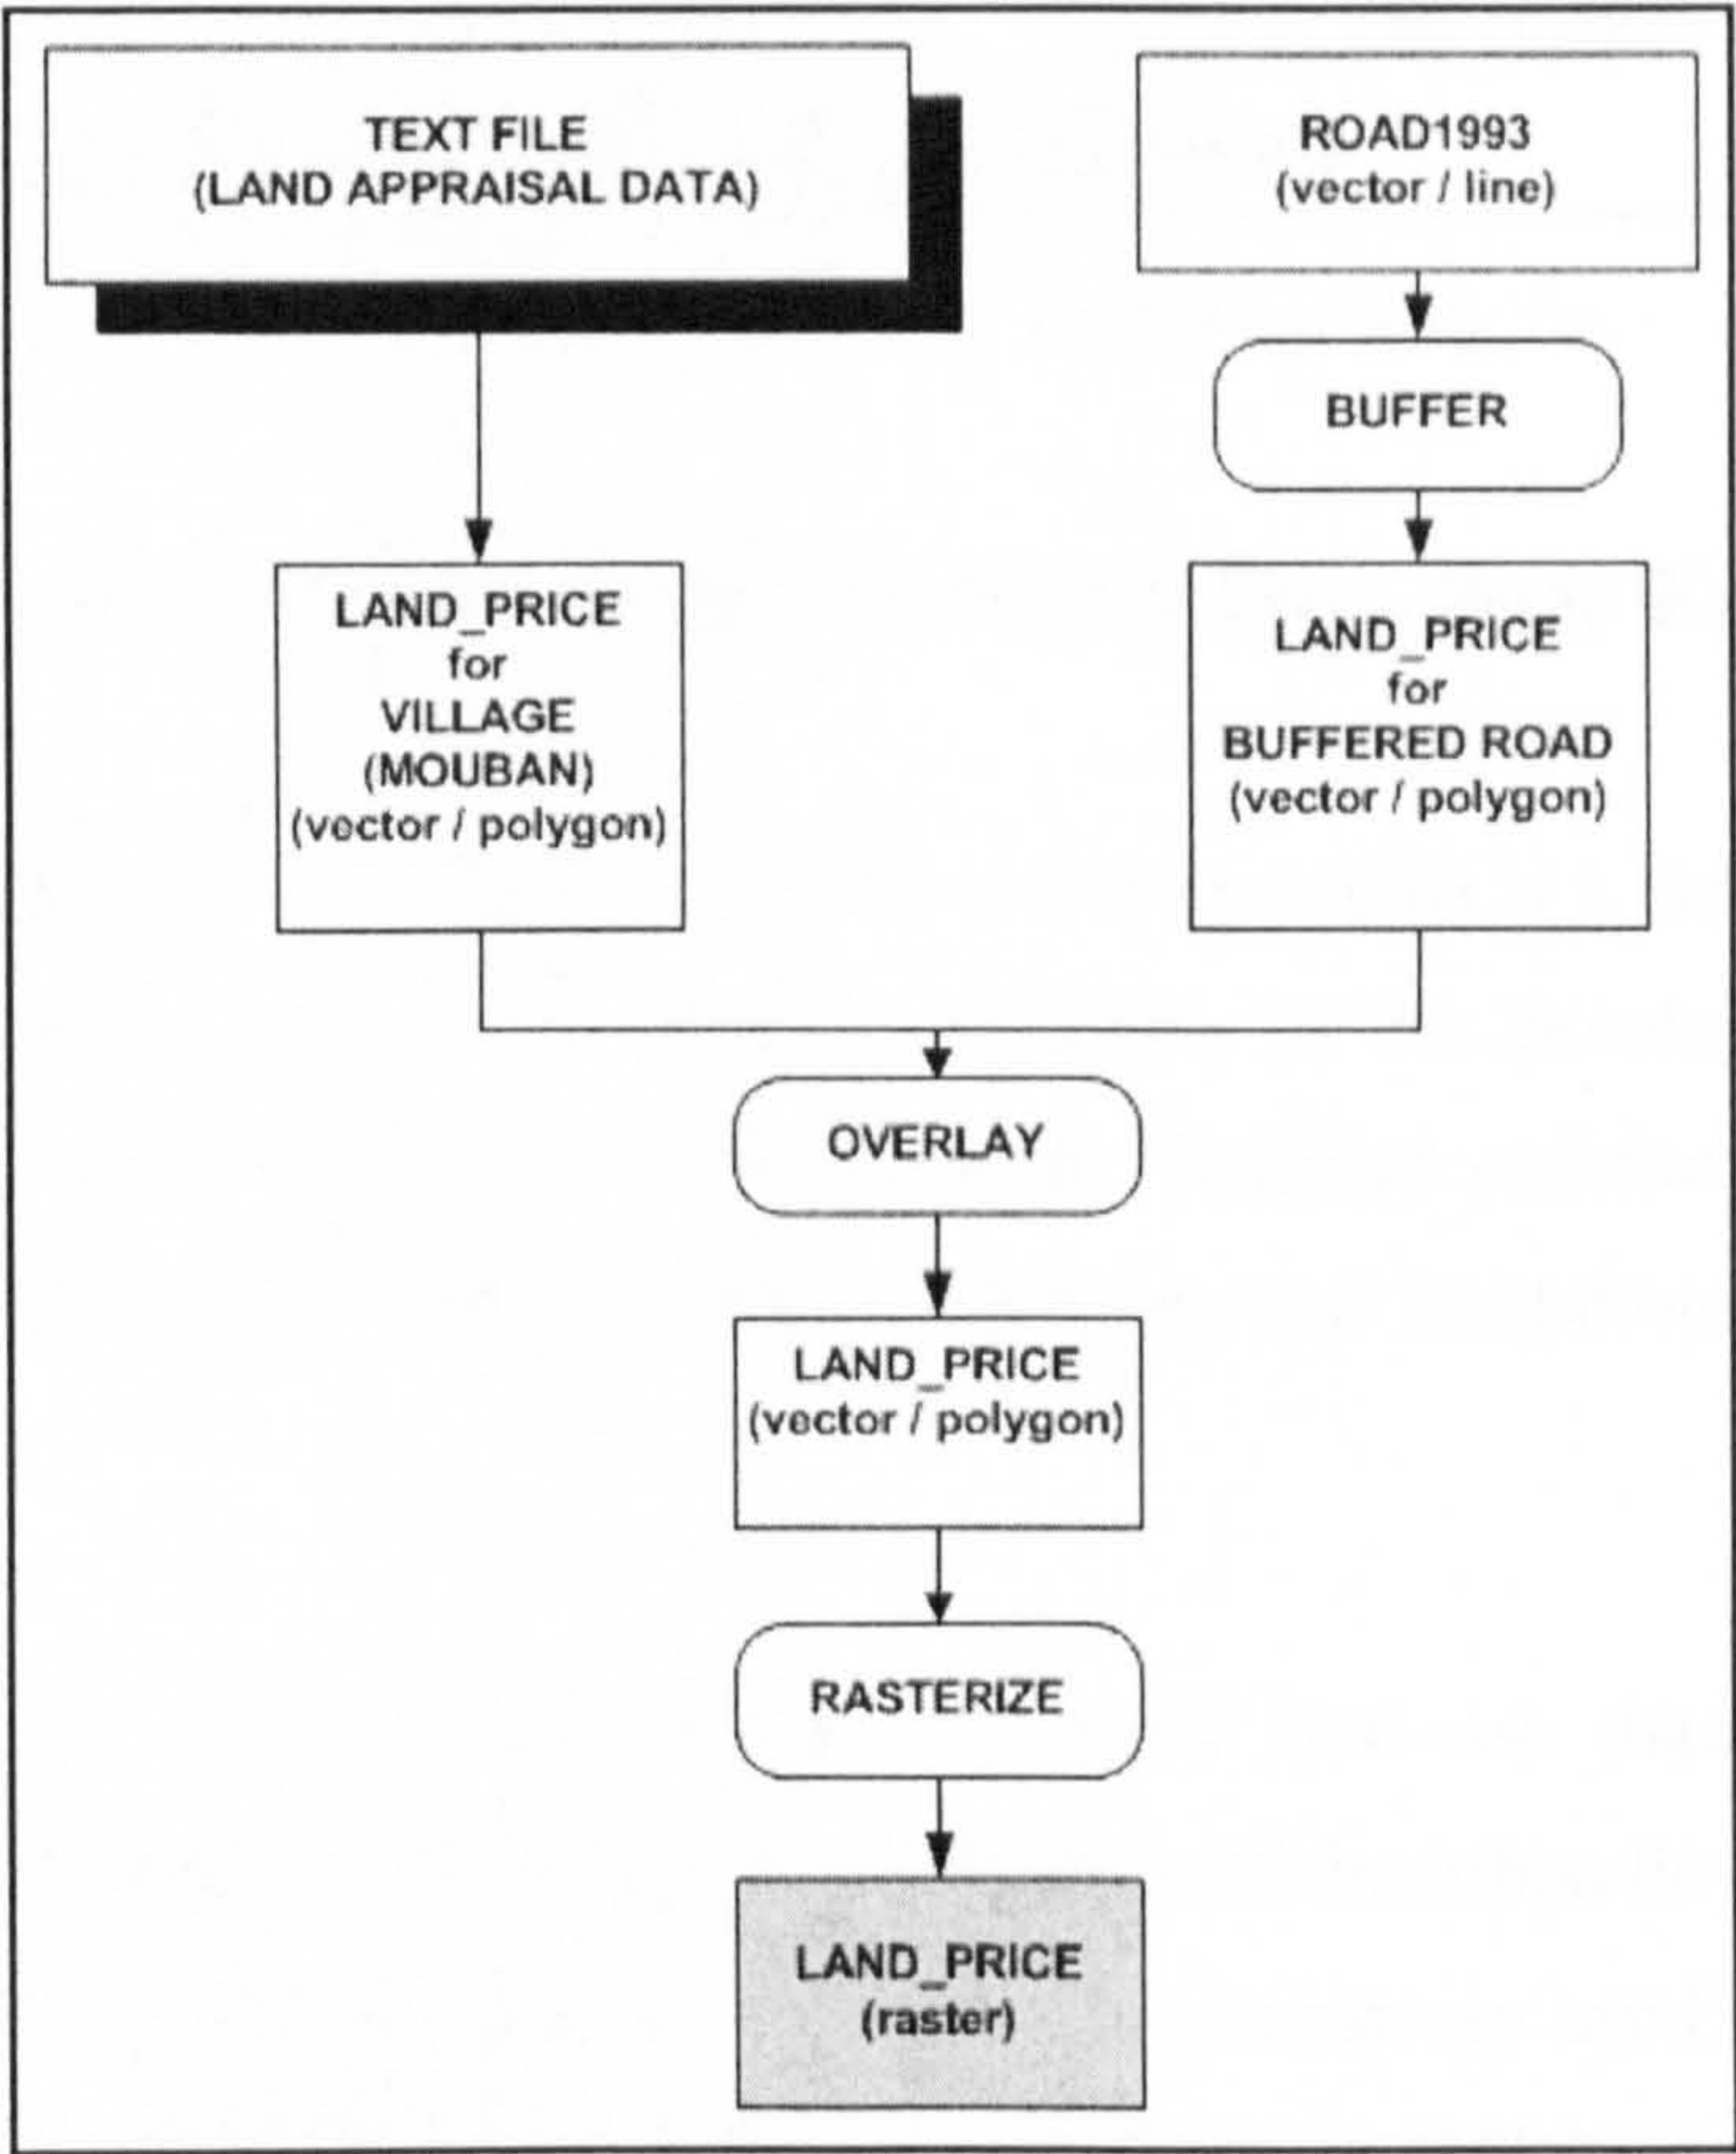 TEXT FILE
(LAND APPRAISAL DATA)
ROAD1993
(vector / line)
BUFFER
LAND_PRICE
for
VILLAGE
(MOUBAN)
(vector / polygon)
LAND_PRICE
for
BUFFERED ROAD
(vector / polygon)
OVERLAY
LAND_PRICE
(vector / polygon)
RASTERIZE
LAND_PRICE
(raster)